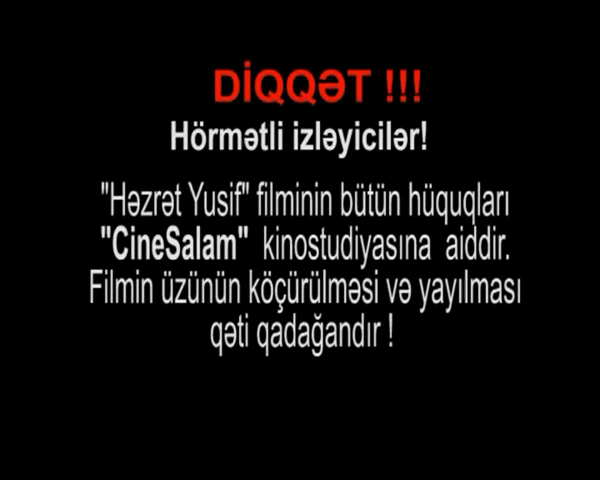 DİQQƏT !!!
Hörmətli izləyicilər!
"Həzrət Yusif" filminin bütün hüquqları
"CineSalam" kinostudiyasına aiddir.
Filmin üzünün köçürülməsi və yayılması
qəti qadağandır !